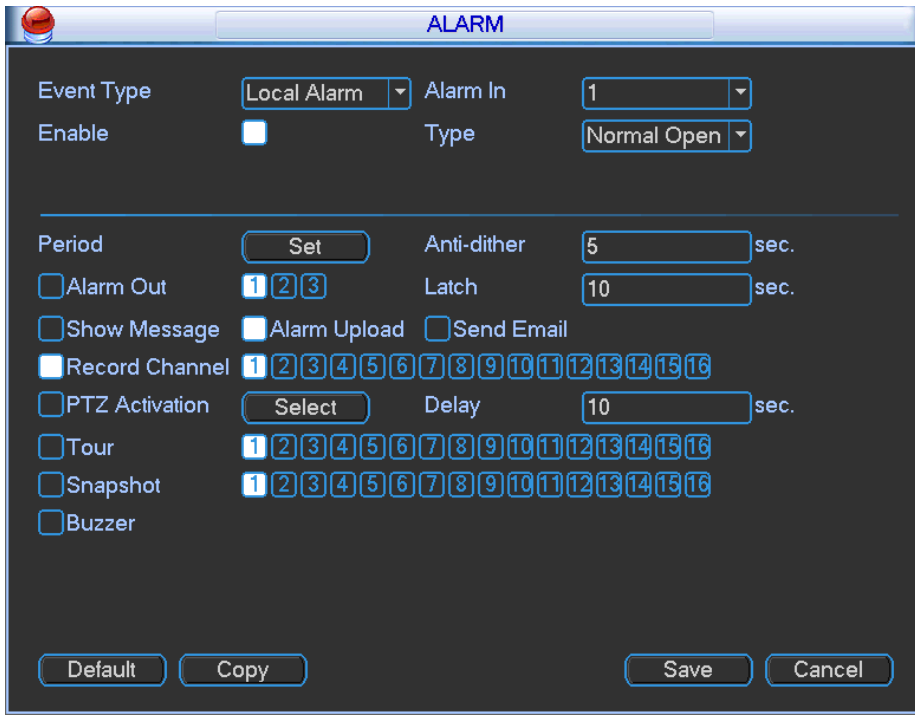 ALARM
Event Type Local Alarm Alarm In 1
Enable Type Normal Open
Period Set Anti-dither 5 sec.
Alarm Out 1 2 3 Latch 10 sec.
Show Message Alarm Upload Send Email
Record Channel 1 2 3 4 5 6 7 8 9 10 11 12 13 14 15 16
PTZ Activation Select Delay 10 sec.
Tour 1 2 3 4 5 6 7 8 9 10 11 12 13 14 15 16
Snapshot 1 2 3 4 5 6 7 8 9 10 11 12 13 14 15 16
Buzzer
Default Copy Save Cancel